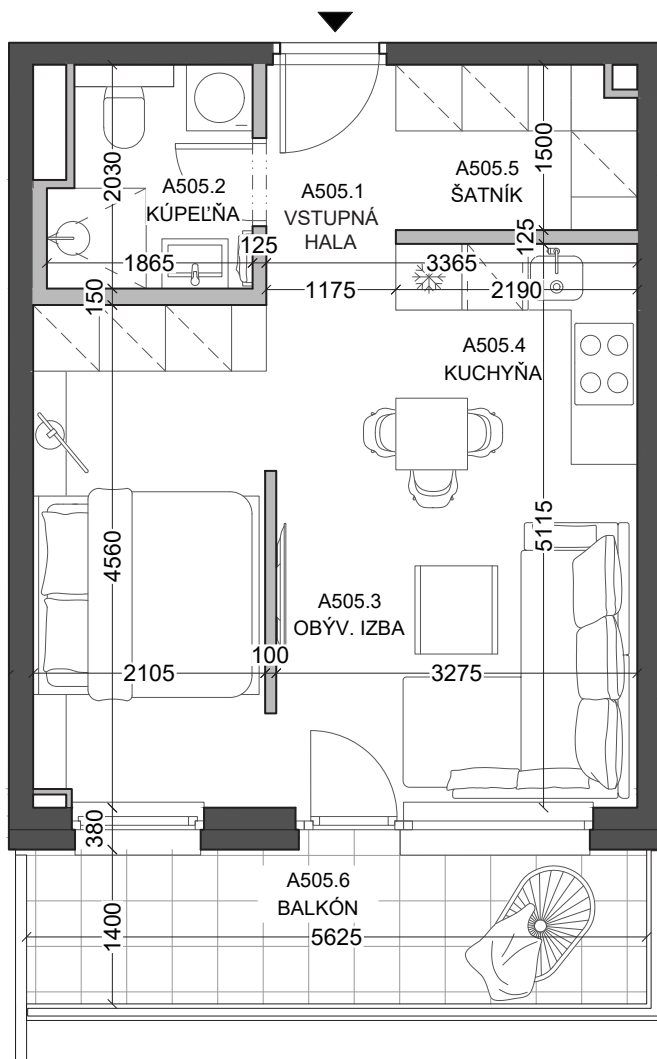 2030
1500
A505.2
KÚPEĽŇA
A505.1
VSTUPNÁ
HALA
A505.5
ŠATNÍK
1865
125
3365
125
150
1175
2190
A505.4
KUCHYŇA
4560
5115
A505.3
OBÝV. IZBA
2105
100
3275
380
A505.6
BALKÓN
1400
5625